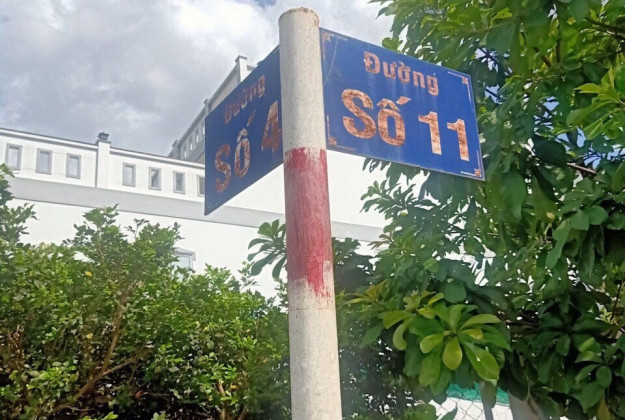 Đường
Số 4
Đường
Số 11